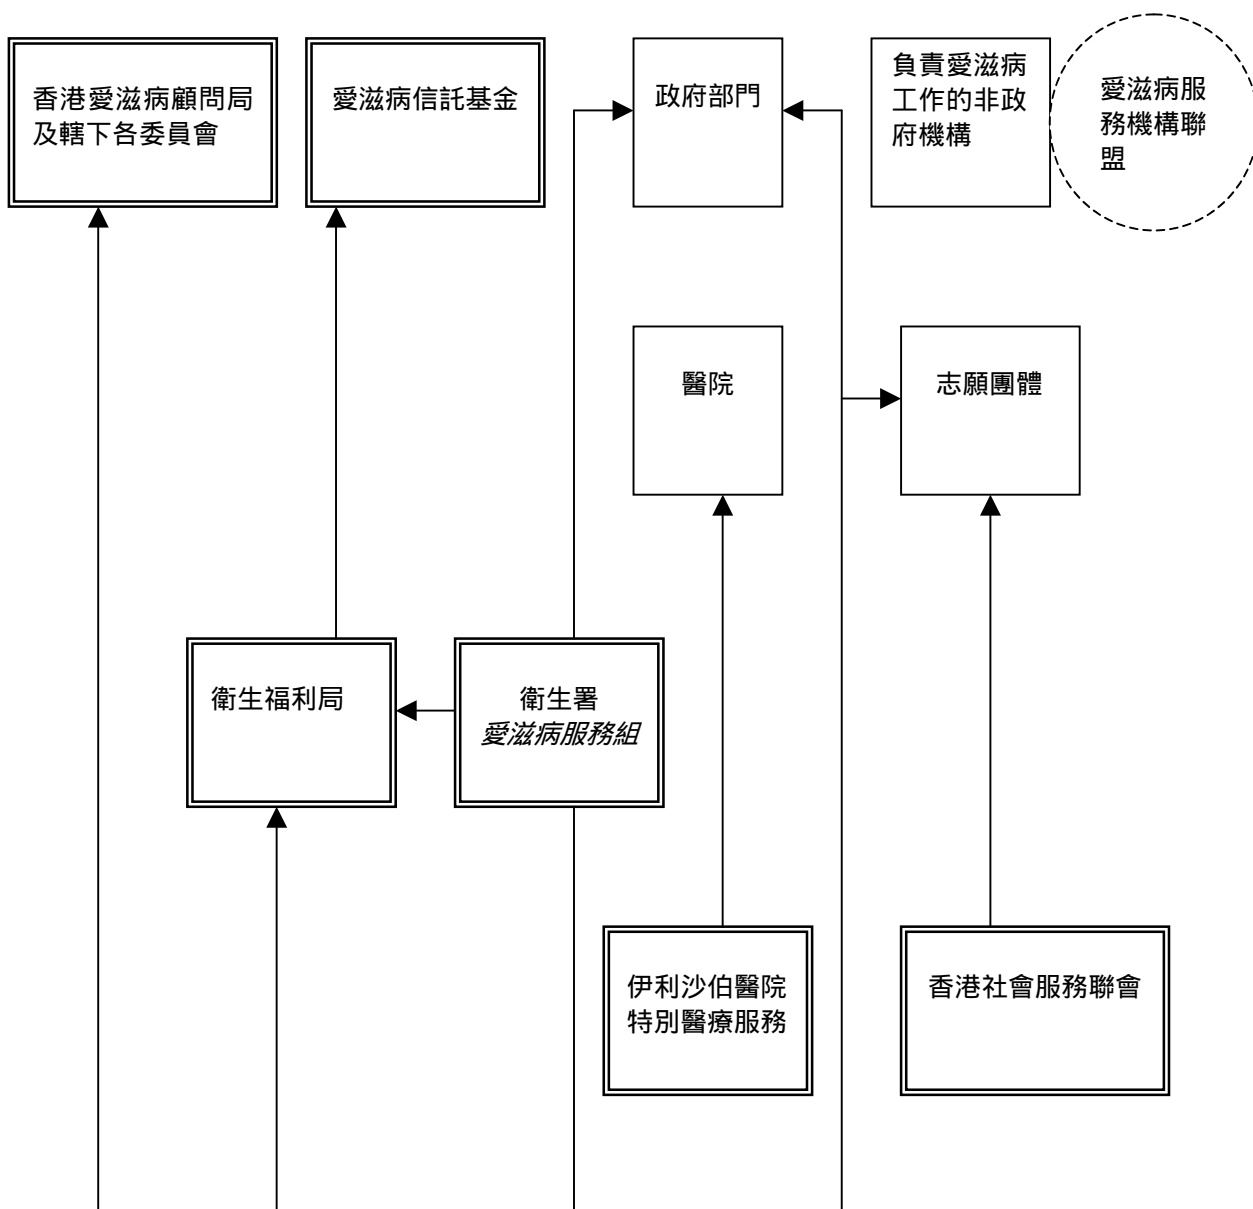 香港愛滋病顧問局
及轄下各委員會
愛滋病信託基金
政府部門
負責愛滋病
工作的非政
府機構
愛滋病服
務機構聯
盟
醫院
志願團體
衛生福利局
衛生署
愛滋病服務組
伊利沙伯醫院
特別醫療服務
香港社會服務聯會